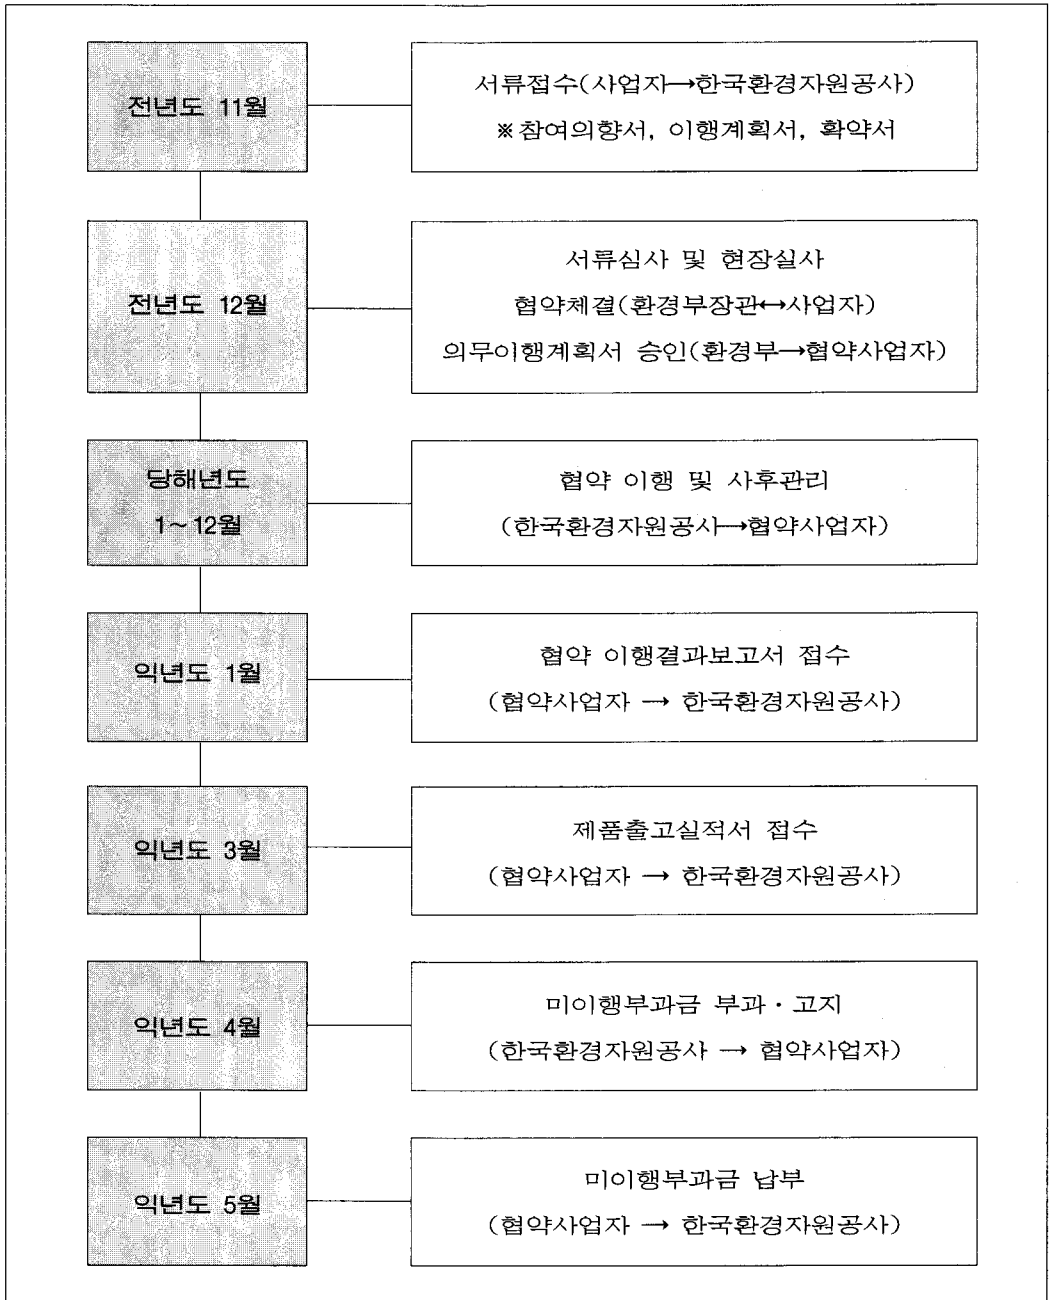 전년도 11월
서류접수(사업자→한국환경자원공사)
※참여의향서, 이행계획서, 확약서
전년도 12월
서류심사 및 현장실사
협약체결(환경부장관↔사업자)
의무이행계획서 승인(환경부→협약사업자)
당해년도
1~12월
협약 이행 및 사후관리
(한국환경자원공사→협약사업자)
익년도 1월
협약 이행결과보고서 접수
(협약사업자 → 한국환경자원공사)
익년도 3월
제품출고실적서 접수
(협약사업자 → 한국환경자원공사)
익년도 4월
미이행부과금 부과·고지
(한국환경자원공사 → 협약사업자)
익년도 5월
미이행부과금 납부
(협약사업자 → 한국환경자원공사)